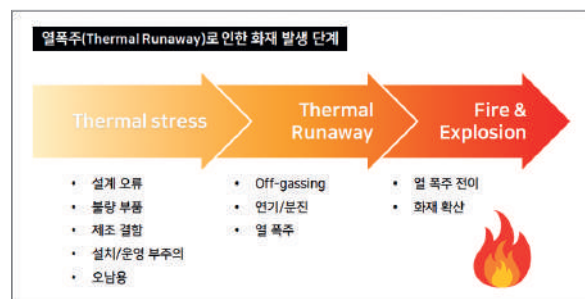 열폭주(Thermal Runaway)로 인한 화재 발생 단계
Thermal stress
Thermal
Runaway
Fire &
Explosion
• 설계 오류
• 불량 부품
• 제조 결함
• 설치/운영 부주의
• 오남용
• Off-gassing
• 연기/분진
• 열 폭주
• 열 폭주 전이
• 화재 확산